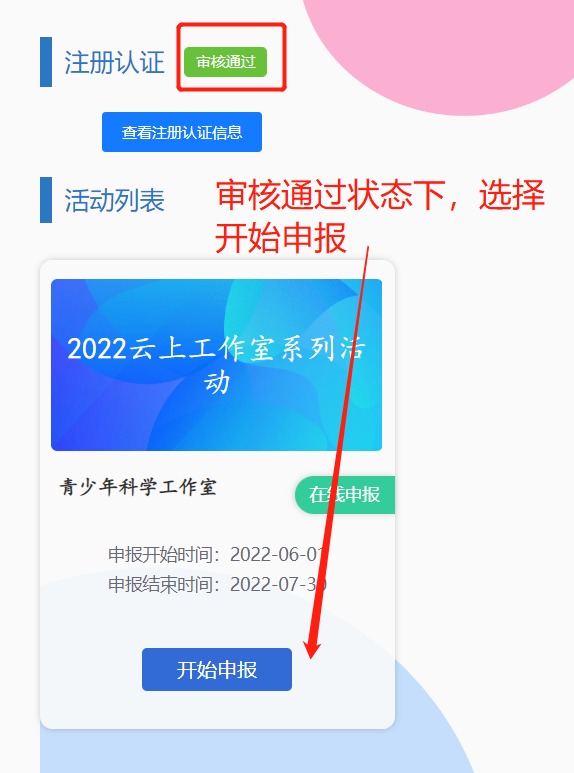 注册认证
审核通过
查看注册认证信息
活动列表
审核通过状态下，选择
开始申报
2022云上工作室系列活
动
青少年科学工作室
在线申报
申报开始时间：2022-06-01
申报结束时间：2022-07-30
开始申报